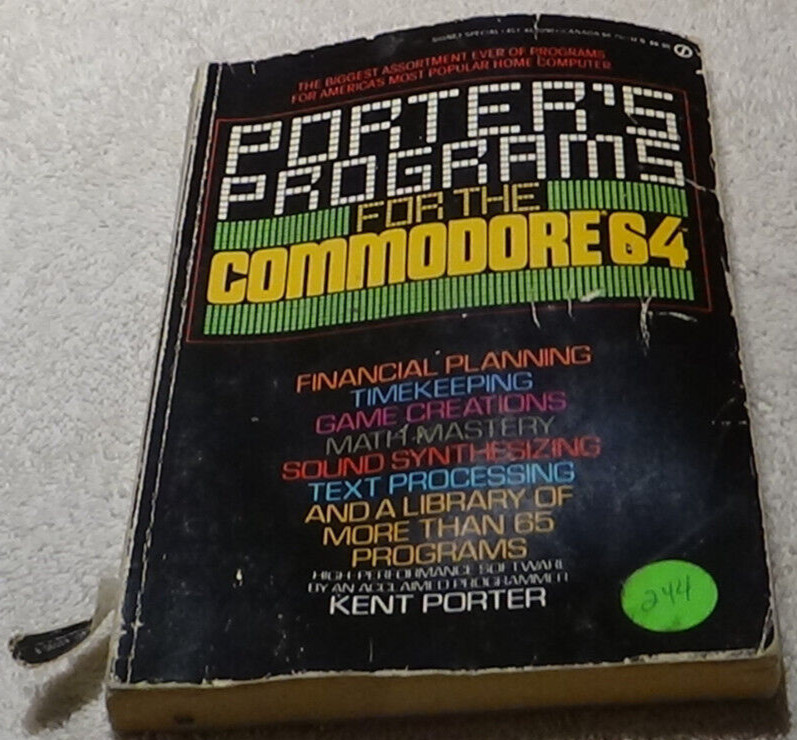 SIGNET SPECIAL
THE BIGGEST ASSORTMENT EVER OF PROGRAMS
FOR AMERICA'S MOST POPULAR HOME COMPUTER
PORTER'S
PROGRAMS
FOR THE
COMMODORE 64
FINANCIAL PLANNING
TIMEKEEPING
GAME CREATIONS
MATH MASTERY
SOUND SYNTHESIZING
TEXT PROCESSING
AND A LIBRARY OF
MORE THAN 65
PROGRAMS
HIGH-PERFORMANCE SOFTWARE
BY AN ACCLAIMED PROGRAMMER
KENT PORTER
244